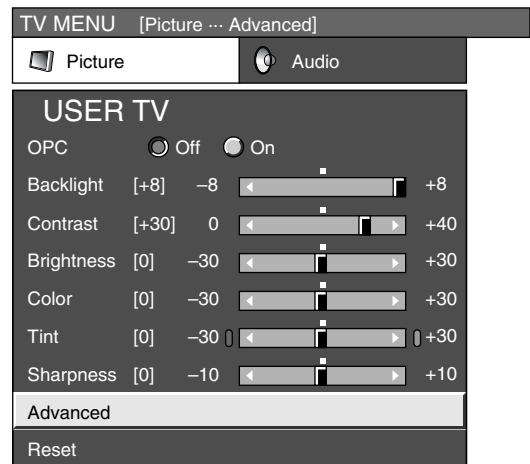 TV MENU [Picture ··· Advanced]
Picture Audio
USER TV
OPC Off On
Backlight [+8] –8 +8
Contrast [+30] 0 +40
Brightness [0] –30 +30
Color [0] –30 +30
Tint [0] –30 +30
Sharpness [0] –10 +10
Advanced
Reset